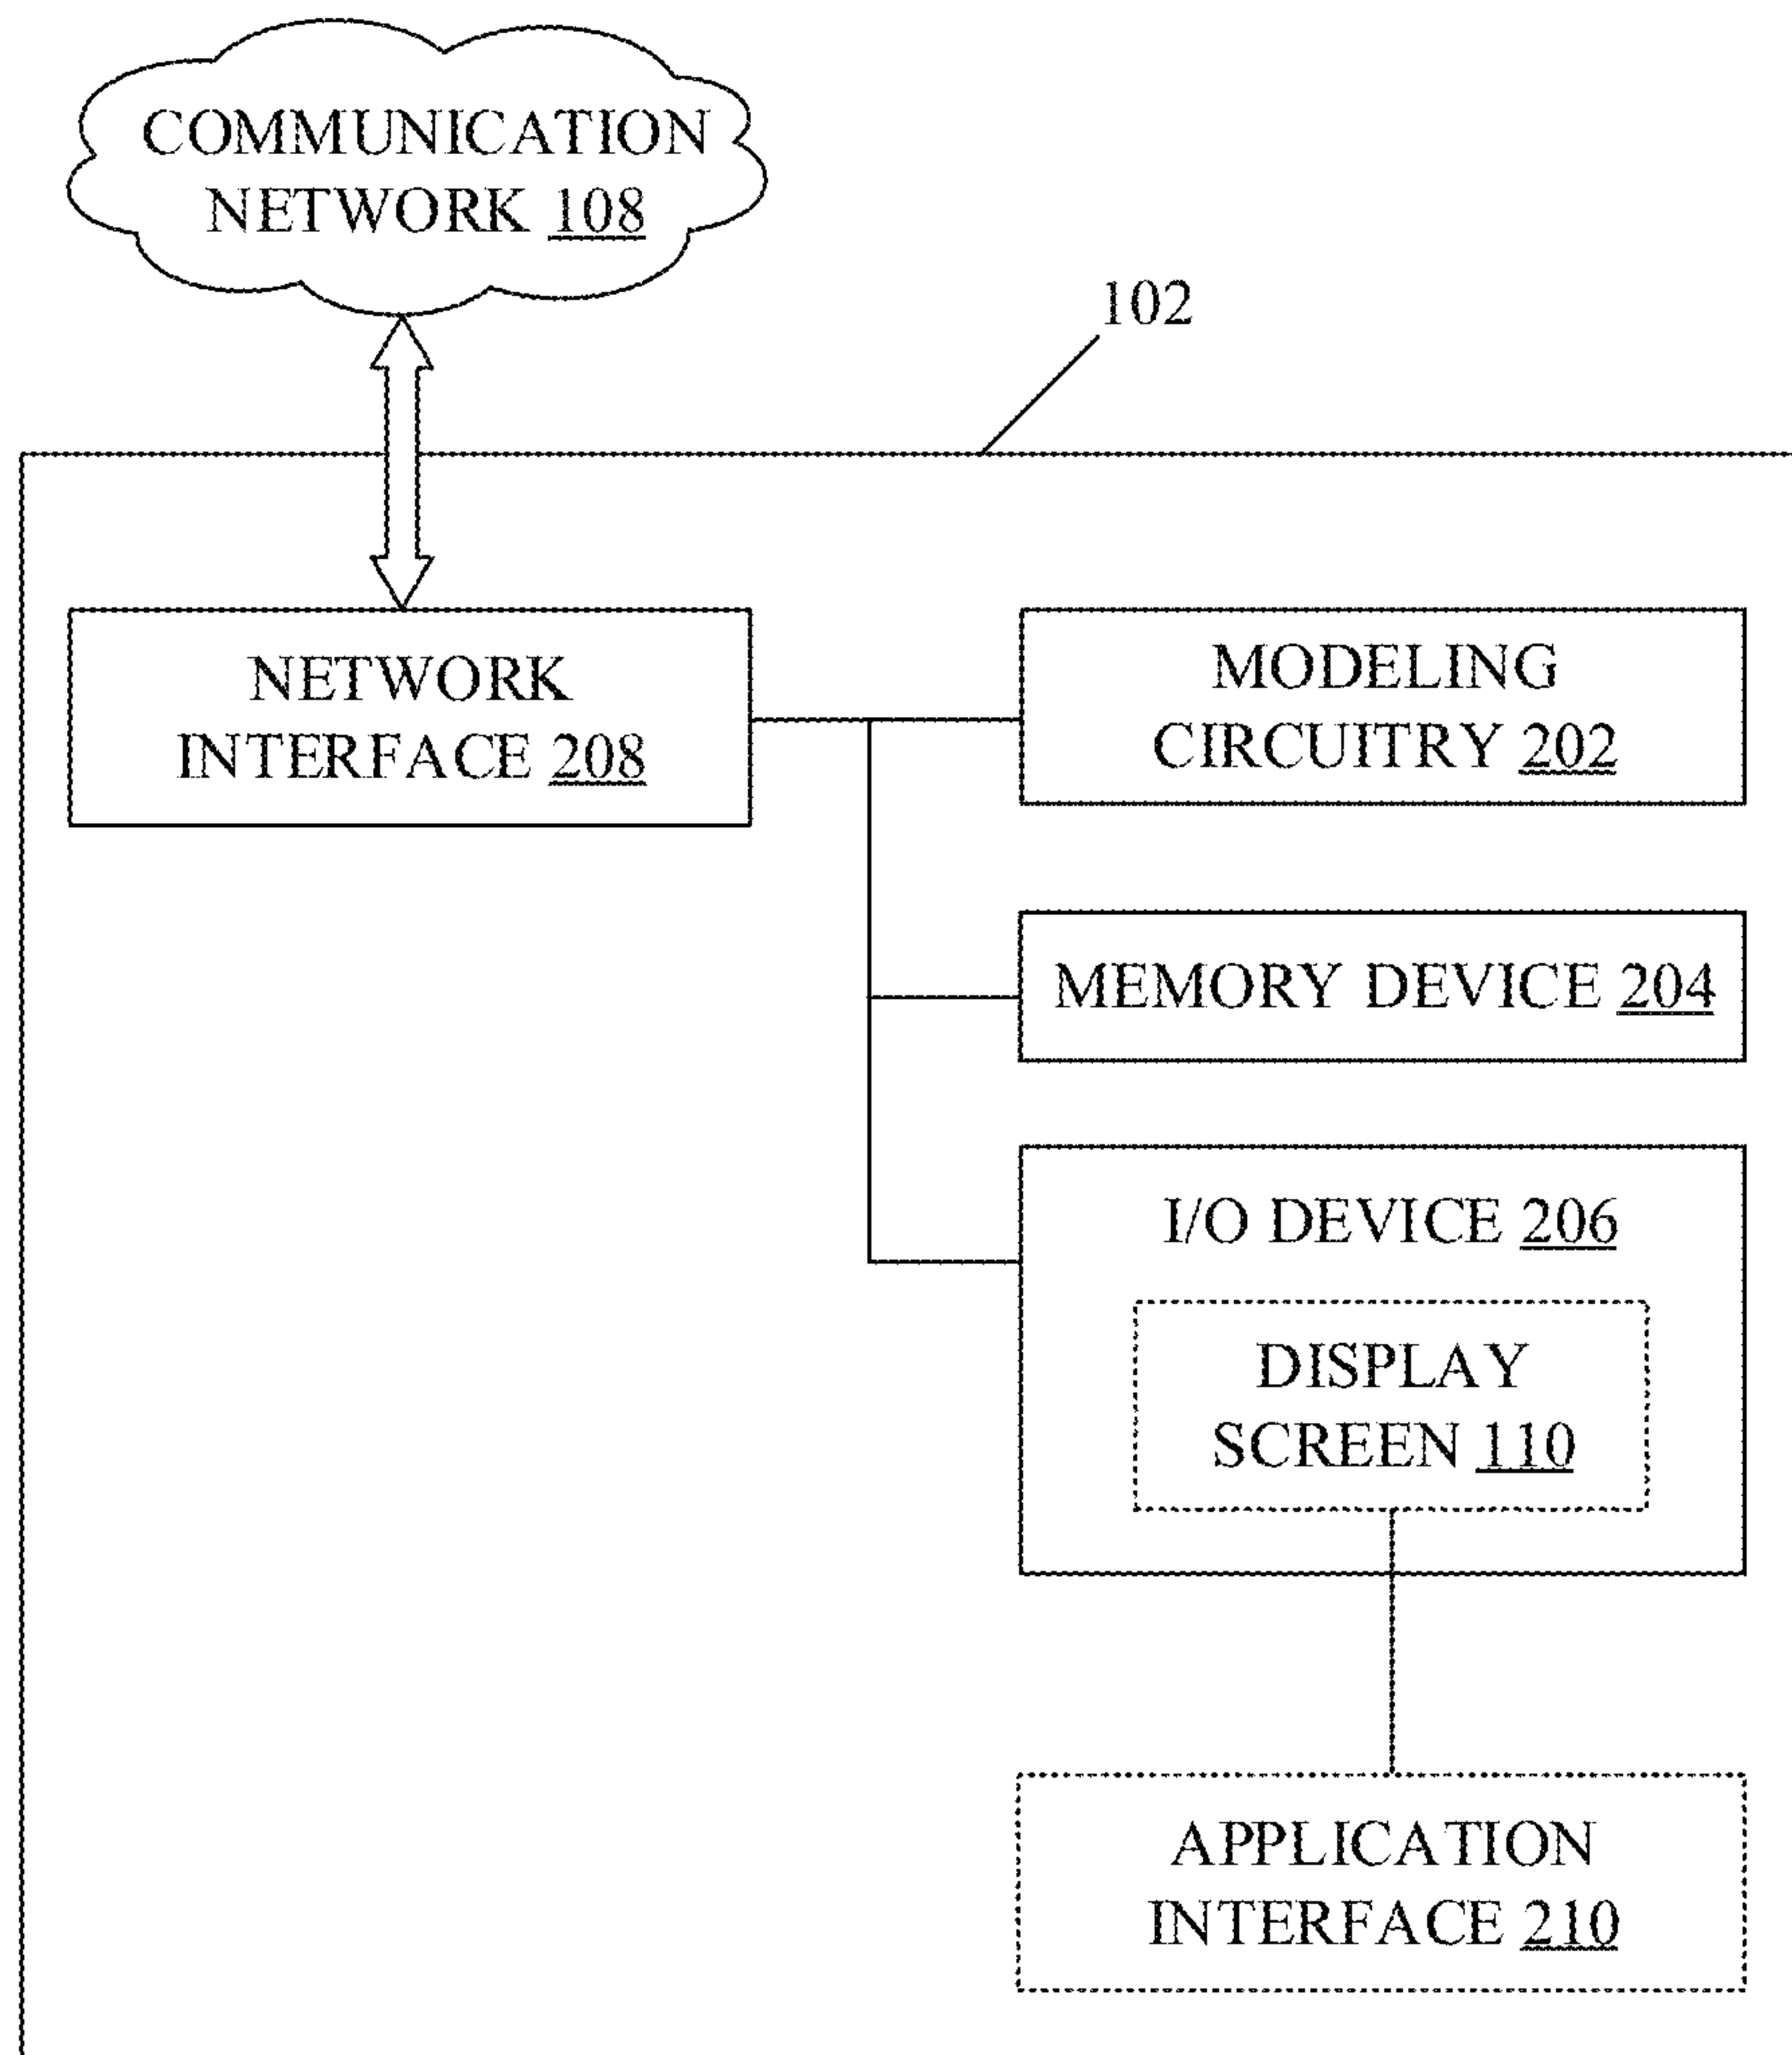 COMMUNICATION
NETWORK 108
102
NETWORK
INTERFACE 208
MODELING
CIRCUITRY 202
MEMORY DEVICE 204
I/O DEVICE 206
DISPLAY
SCREEN 110
APPLICATION
INTERFACE 210